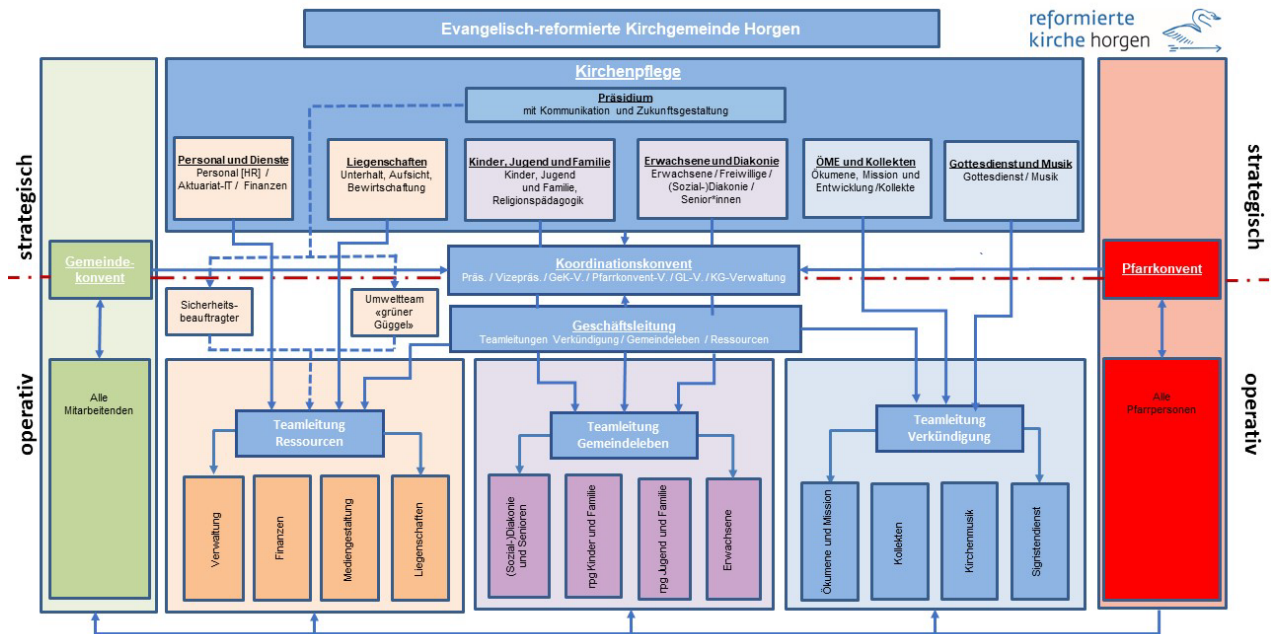 Evangelisch-reformierte Kirchgemeinde Horgen
reformierte
kirche horgen
Kirchenpflege
Präsidium
mit Kommunikation und Zukunftsgestaltung
strategisch
Personal und Dienste
Personal [HR] /
Aktuariat-IT / Finanzen
Liegenschaften
Unterhalt, Aufsicht,
Bewirtschaftung
Kinder, Jugend und Familie
Kinder, Jugend
und Familie,
Religionspädagogik
Erwachsene und Diakonie
Erwachsene / Freiwillige /
(Sozial-)Diakonie /
Senior*innen
ÖME und Kollekten
Ökumene, Mission und
Entwicklung /Kollekte
Gottesdienst und Musik
Gottesdienst / Musik
strategisch
Gemeinde-
konvent
Koordinationskonvent
Präs. / Vizepräs. / GeK-V. / Pfarrkonvent-V. / GL-V. / KG-Verwaltung
Pfarrkonvent
Sicherheits-
beauftragter
Umweltteam
«grüner
Güggel»
Geschäftsleitung
Teamleitungen Verkündigung / Gemeindeleben / Ressourcen
operativ
Alle
Mitarbeitenden
Teamleitung
Ressourcen
Teamleitung
Gemeindeleben
Teamleitung
Verkündigung
Alle
Pfarrpersonen
operativ
Verwaltung
Finanzen
Mediengestaltung
Liegenschaften
(Sozial-)Diakonie
und Senioren
rpg Kinder und Familie
rpg Jugend und Familie
Erwachsene
Ökumene und Mission
Kollekten
Kirchenmusik
Sigristendienst